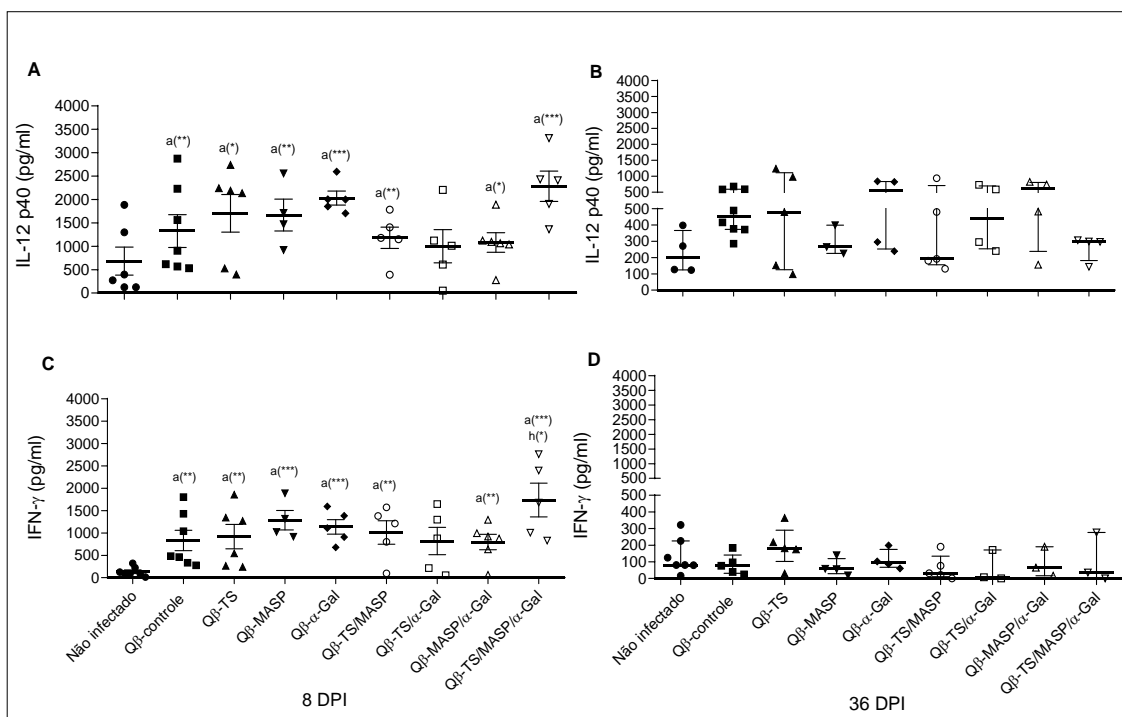 A
IL-12 p40 (pg/ml)
4000
3500
3000
2500
2000
1500
1000
500
0
a(**)
a(*)
a(**)
a(***)
a(**)
a(*)
a(***)
B
IL-12 p40 (pg/ml)
4000
3500
3000
2500
2000
1500
1000
500
500
400
300
200
100
0
C
IFN-γ (pg/ml)
4000
3500
3000
2500
2000
1500
1000
500
0
a(**)
a(**)
a(***)
a(***)
a(**)
a(**)
a(***)
h(*)
Não infectado
Qβ-controle
Qβ-TS
Qβ-MASP
Qβ-α-Gal
Qβ-TS/MASP
Qβ-TS/α-Gal
Qβ-MASP/α-Gal
Qβ-TS/MASP/α-Gal
8 DPI
D
IFN-γ (pg/ml)
4000
3500
3000
2500
2000
1500
1000
500
500
400
300
200
100
0
Não infectado
Qβ-controle
Qβ-TS
Qβ-MASP
Qβ-α-Gal
Qβ-TS/MASP
Qβ-TS/α-Gal
Qβ-MASP/α-Gal
Qβ-TS/MASP/α-Gal
36 DPI